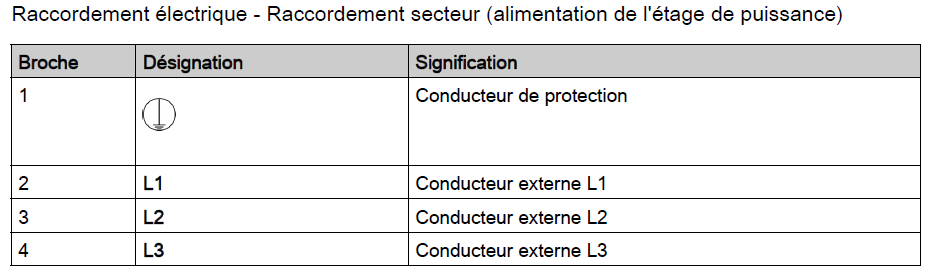 Raccordement électrique - Raccordement secteur (alimentation de l'étage de puissance)
Broche Désignation Signification
1 Conducteur de protection
2 L1 Conducteur externe L1
3 L2 Conducteur externe L2
4 L3 Conducteur externe L3